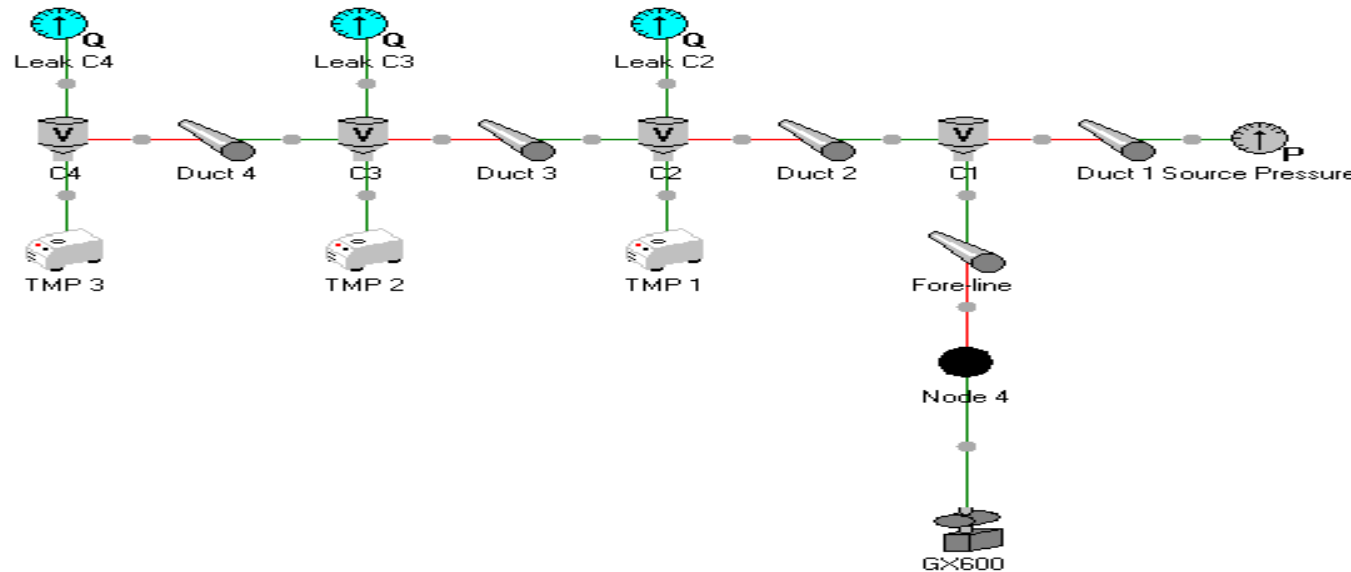 Q Q Q
Leak C4 Leak C3 Leak C2
V V V V
P
C4 Duct 4 C3 Duct 3 C2 Duct 2 C1 Duct 1 Source Pressure
TMP 3 TMP 2 TMP 1 Fore-line
Node 4
GX600